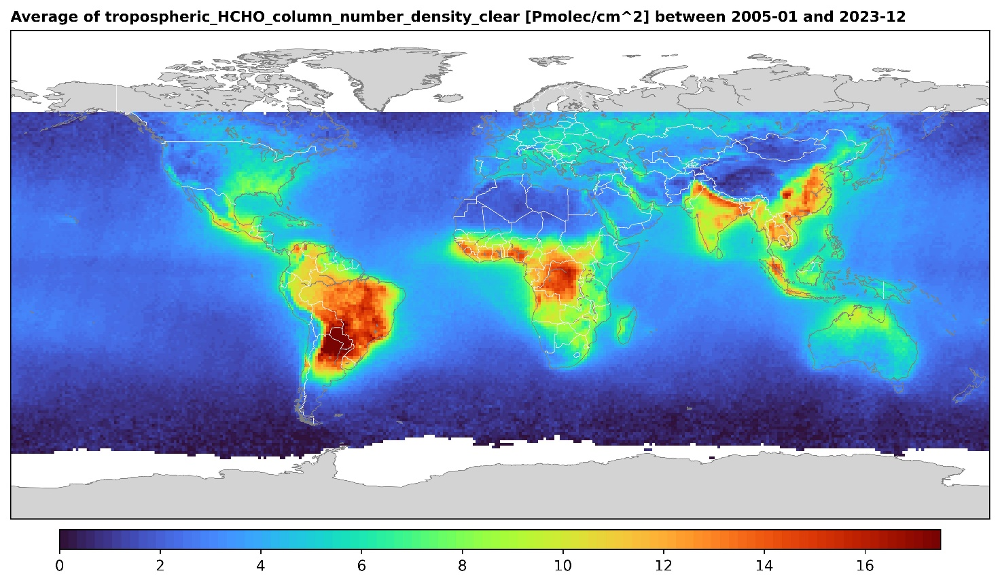 Average of tropospheric_HCHO_column_number_density_clear [Pmolec/cm^2] between 2005-01 and 2023-12
0 2 4 6 8 10 12 14 16